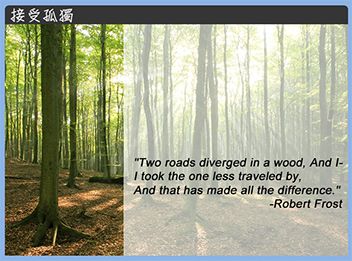 接受孤獨
"Two roads diverged in a wood, And I-
I took the one less traveled by,
And that has made all the difference."
-Robert Frost